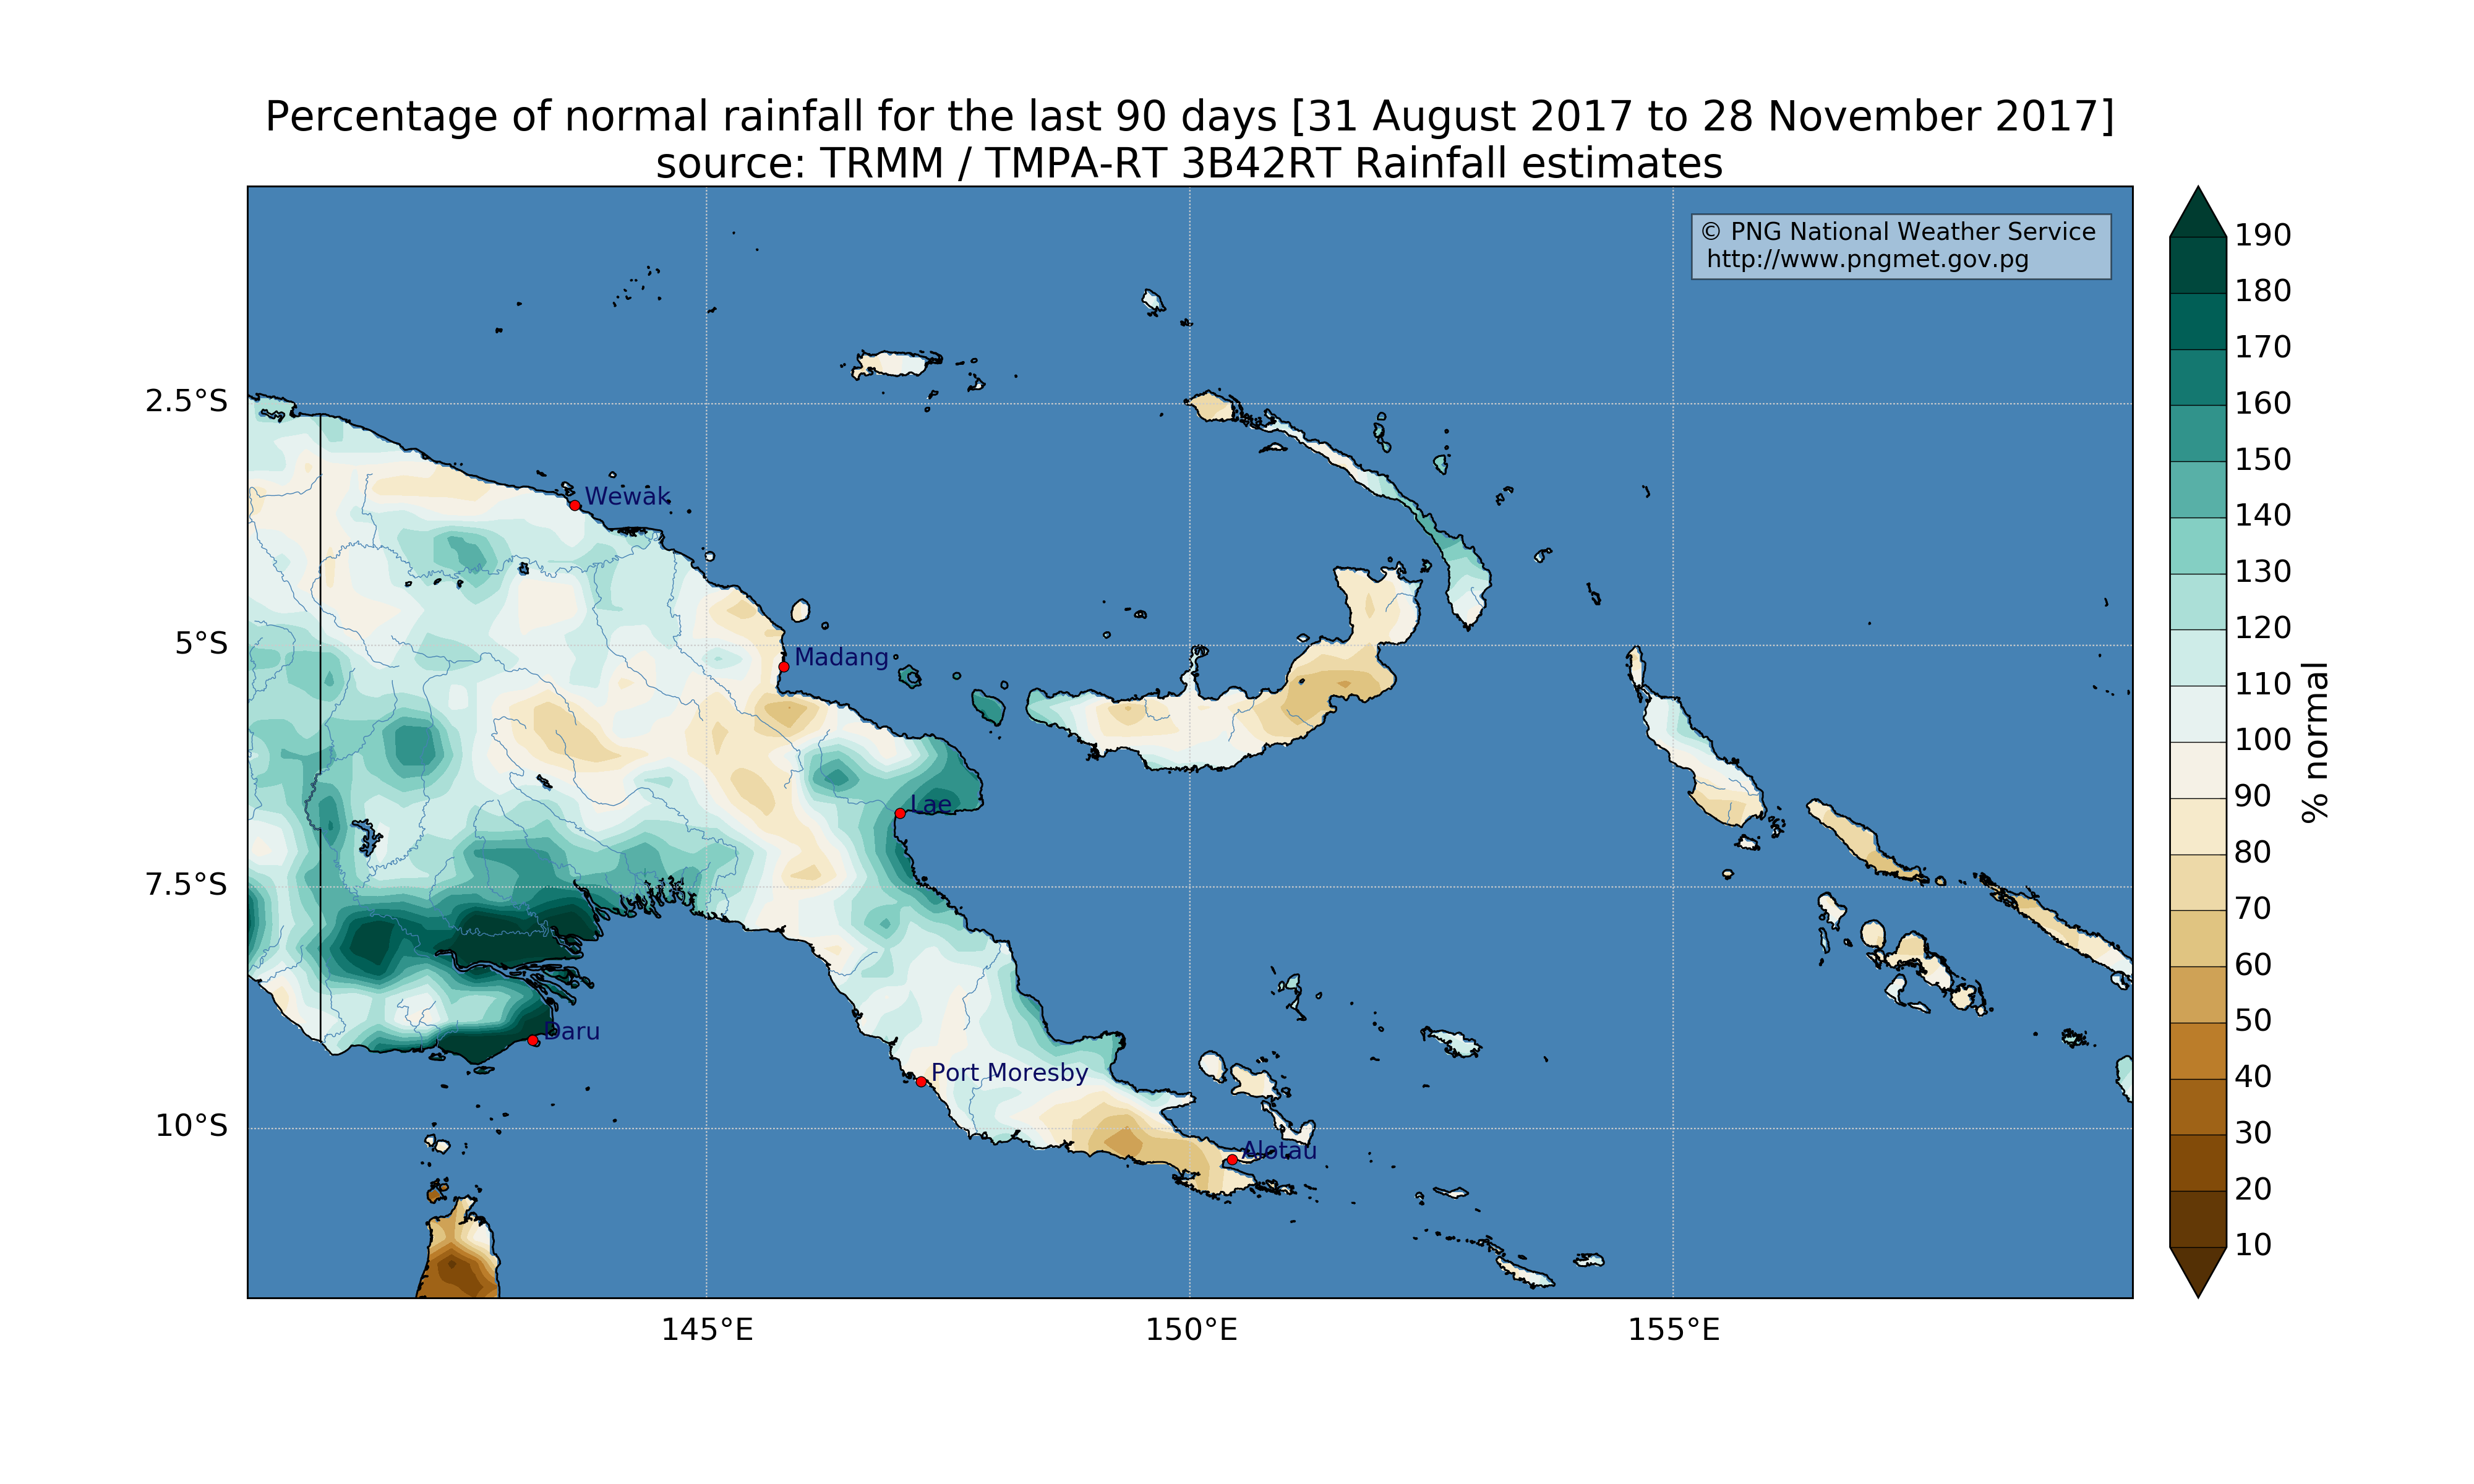 Percentage of normal rainfall for the last 90 days [31 August 2017 to 28 November 2017]
source: TRMM / TMPA-RT 3B42RT Rainfall estimates
© PNG National Weather Service
http://www.pngmet.gov.pg
2.5°S
5°S
7.5°S
10°S
Wewak
Madang
Lae
Daru
Port Moresby
Alotau
145°E
150°E
155°E
190
180
170
160
150
140
130
120
110
100
90
80
70
60
50
40
30
20
10
% normal